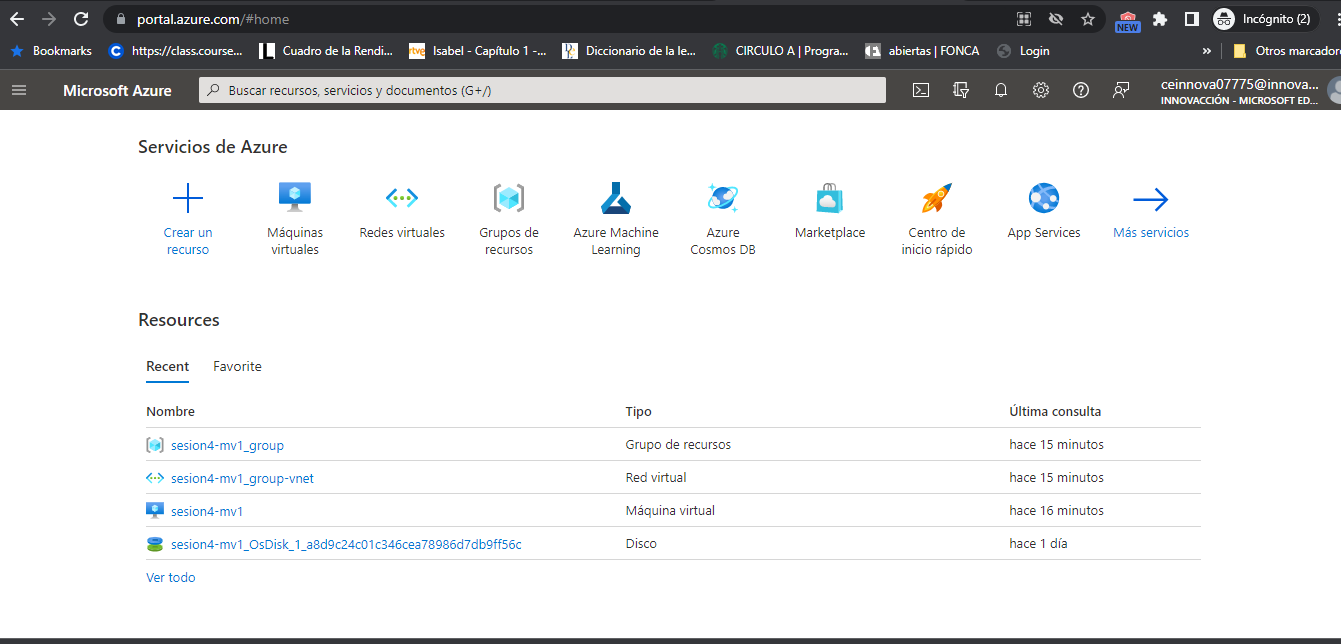 portal.azure.com/#home
NEW
Incógnito (2)
Bookmarks
https://class.course...
Cuadro de la Rendi...
Isabel - Capítulo 1 -...
Diccionario de la le...
CIRCULO A | Progra...
abiertas | FONCA
Login
»
Otros marcadore
Microsoft Azure
Buscar recursos, servicios y documentos (G+/)
ceinnova07775@innova...
INNOVACCIÓN - MICROSOFT ED...
Servicios de Azure
Crear un
recurso
Máquinas
virtuales
Redes virtuales
Grupos de
recursos
Azure Machine
Learning
Azure
Cosmos DB
Marketplace
Centro de
inicio rápido
App Services
Más servicios
Resources
Recent Favorite
Nombre Tipo Última consulta
sesion4-mv1_group Grupo de recursos hace 15 minutos
sesion4-mv1_group-vnet Red virtual hace 15 minutos
sesion4-mv1 Máquina virtual hace 16 minutos
sesion4-mv1_OsDisk_1_a8d9c24c01c346cea78986d7db9ff56c Disco hace 1 día
Ver todo